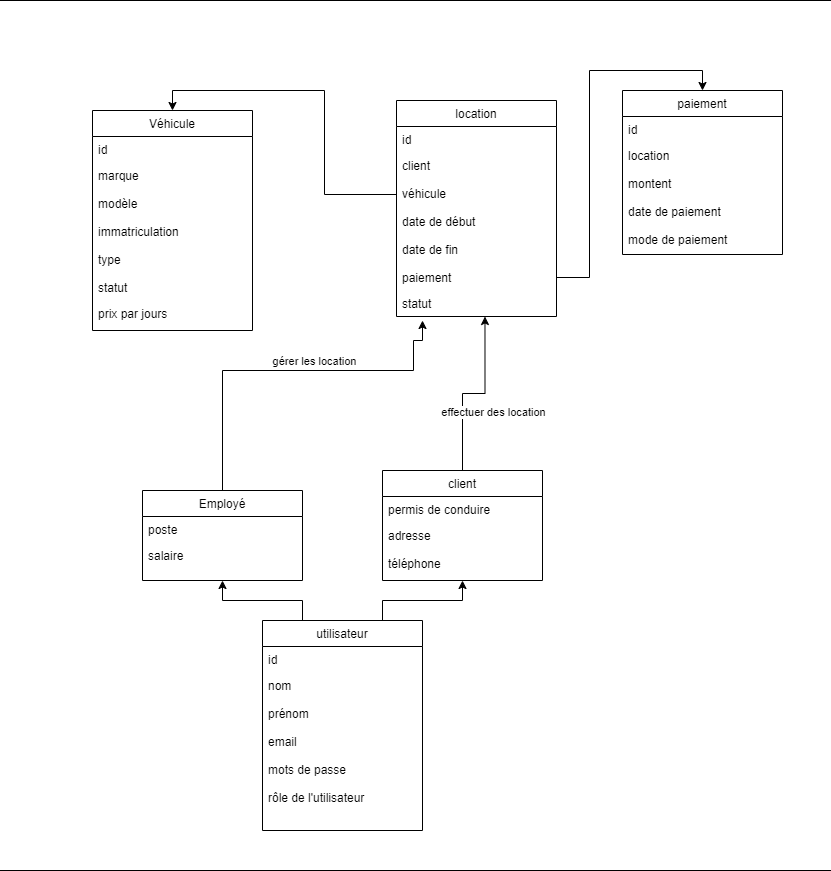 Véhicule
id
marque
modèle
immatriculation
type
statut
prix par jours
location
id
client
véhicule
date de début
date de fin
paiement
statut
paiement
id
location
montent
date de paiement
mode de paiement
gérer les location
effectuer des location
Employé
poste
salaire
client
permis de conduire
adresse
téléphone
utilisateur
id
nom
prénom
email
mots de passe
rôle de l'utilisateur